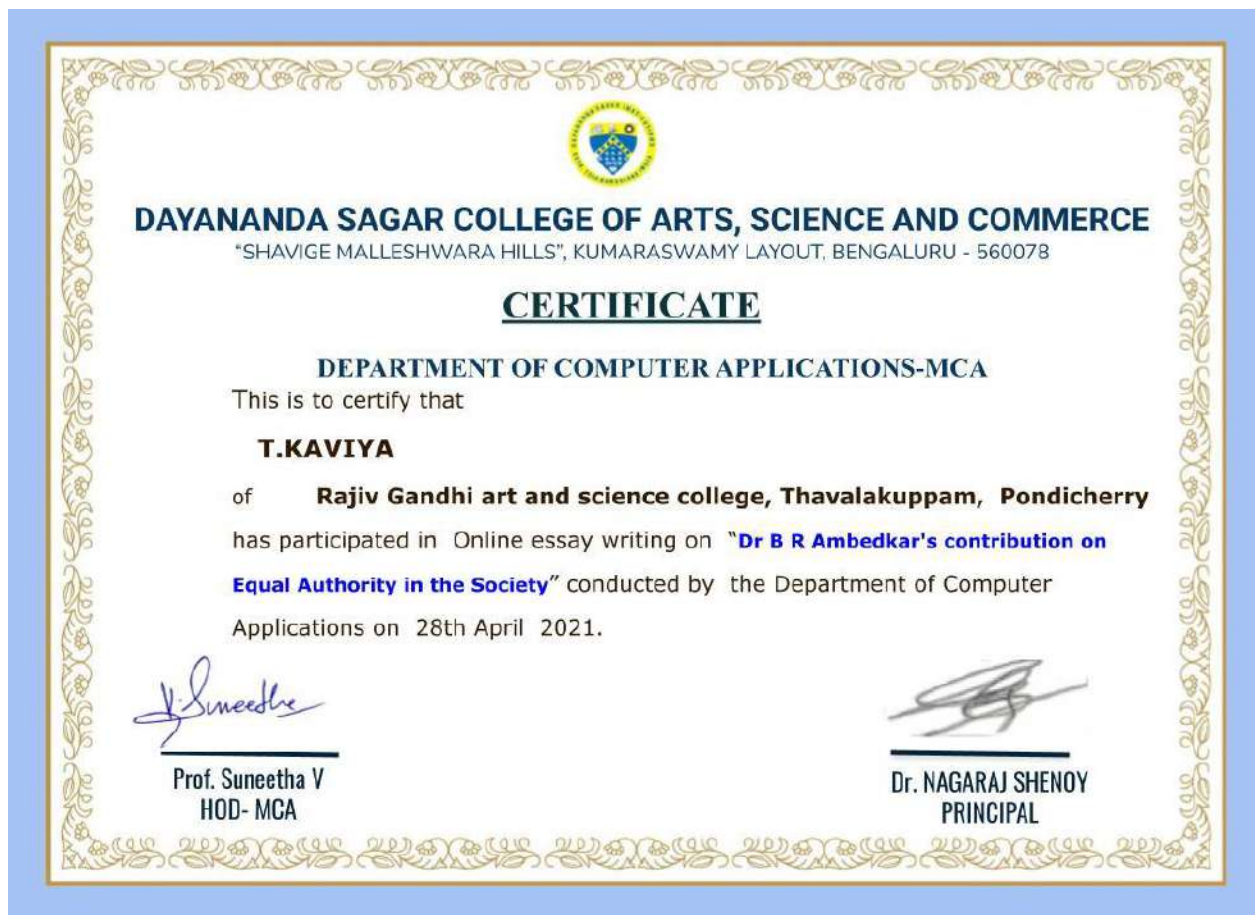 DAYANANDA SAGAR COLLEGE OF ARTS, SCIENCE AND COMMERCE
"SHAVIGE MALLESHWARA HILLS", KUMARASWAMY LAYOUT, BENGALURU - 560078
CERTIFICATE
DEPARTMENT OF COMPUTER APPLICATIONS-MCA
This is to certify that
T.KAVIYA
of Rajiv Gandhi art and science college, Thavalakuppam, Pondicherry
has participated in Online essay writing on "Dr B R Ambedkar's contribution on
Equal Authority in the Society" conducted by the Department of Computer
Applications on 28th April 2021.
V. Suneetha
Prof. Suneetha V
HOD- MCA
Dr. NAGARAJ SHENOY
PRINCIPAL